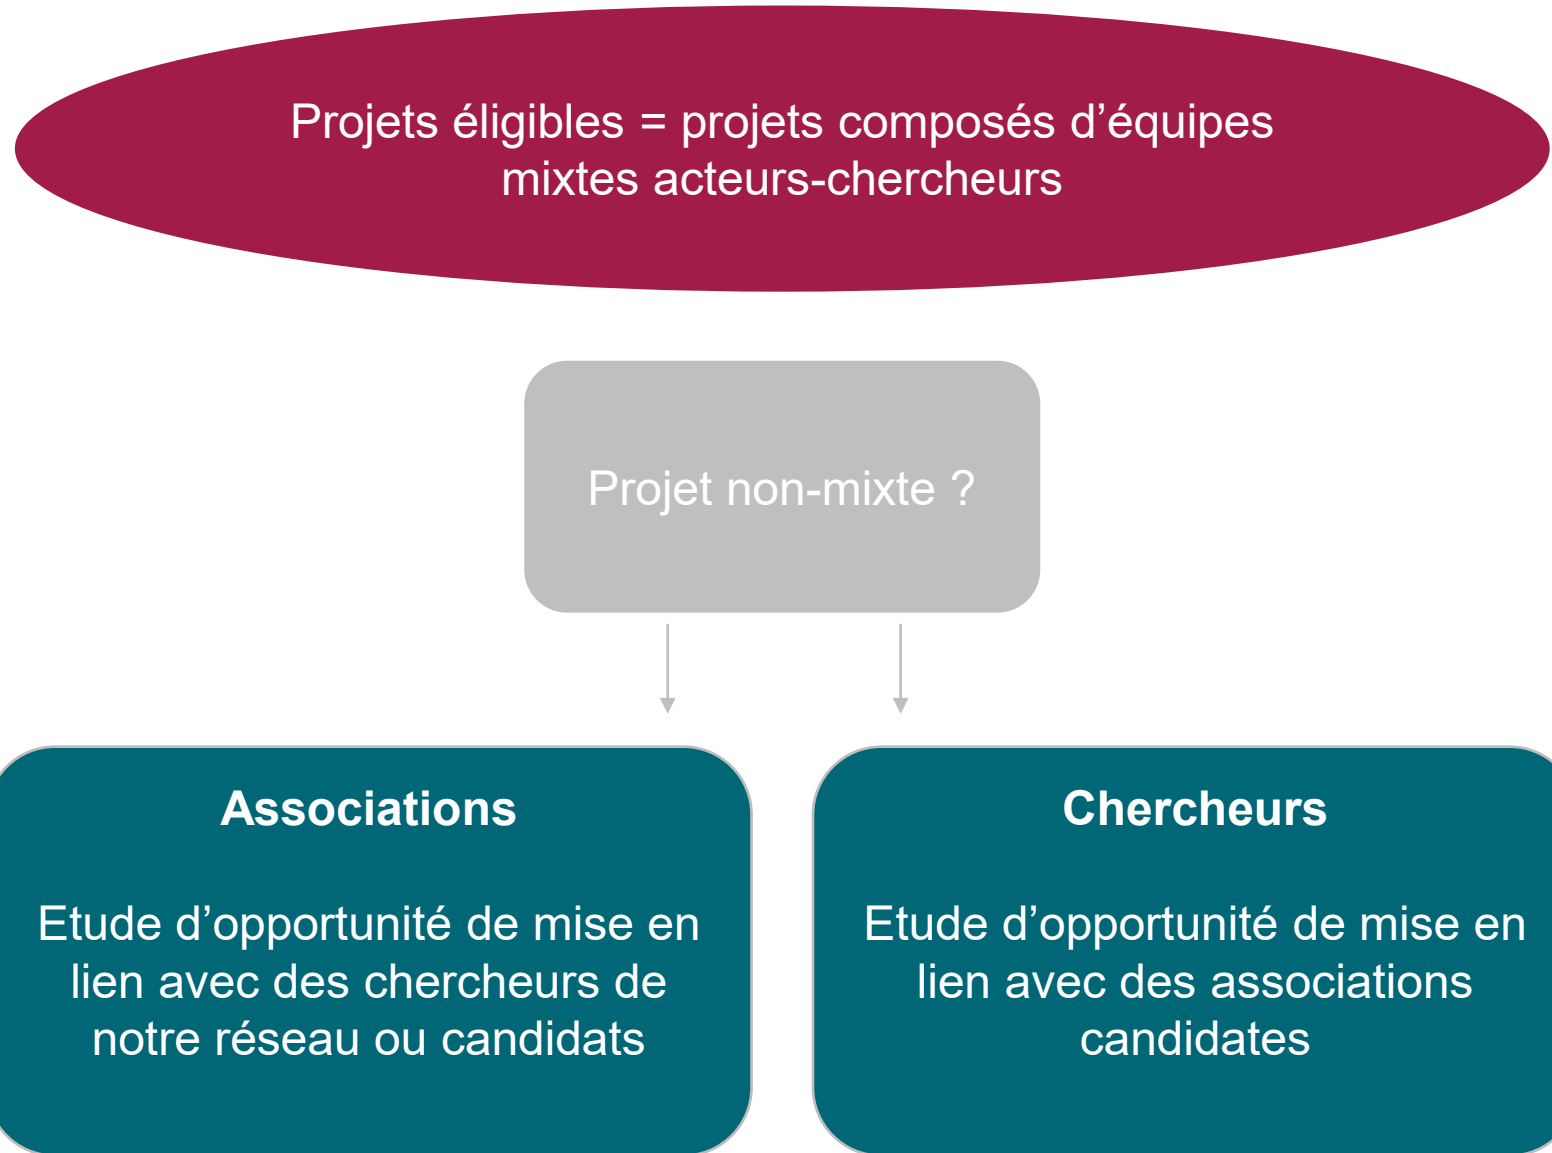 Projets éligibles = projets composés d’équipes
mixtes acteurs-chercheurs
Projet non-mixte ?
Associations
Etude d’opportunité de mise en
lien avec des chercheurs de
notre réseau ou candidats
Chercheurs
Etude d’opportunité de mise en
lien avec des associations
candidates